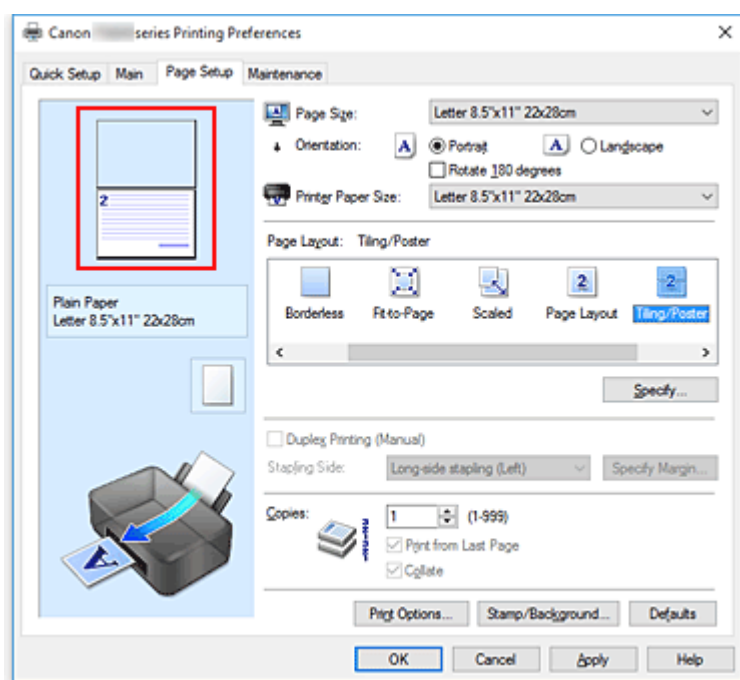 Canon series Printing Preferences
Quick Setup Main Page Setup Maintenance
Page Size: Letter 8.5"x11" 22x28cm
Orientation: A Portrait A Landscape
Rotate 180 degrees
Printer Paper Size: Letter 8.5"x11" 22x28cm
2
Page Layout: Tiling/Poster
2 2
Borderless Fit-to-Page Scaled Page Layout Tiling/Poster
Plain Paper
Letter 8.5"x11" 22x28cm
Specify...
Duplex Printing (Manual)
Stapling Side: Long-side stapling (Left) Specify Margin...
Copies: 1 (1-999)
Print from Last Page
Collate
A
Print Options... Stamp/Background... Defaults
OK Cancel Apply Help